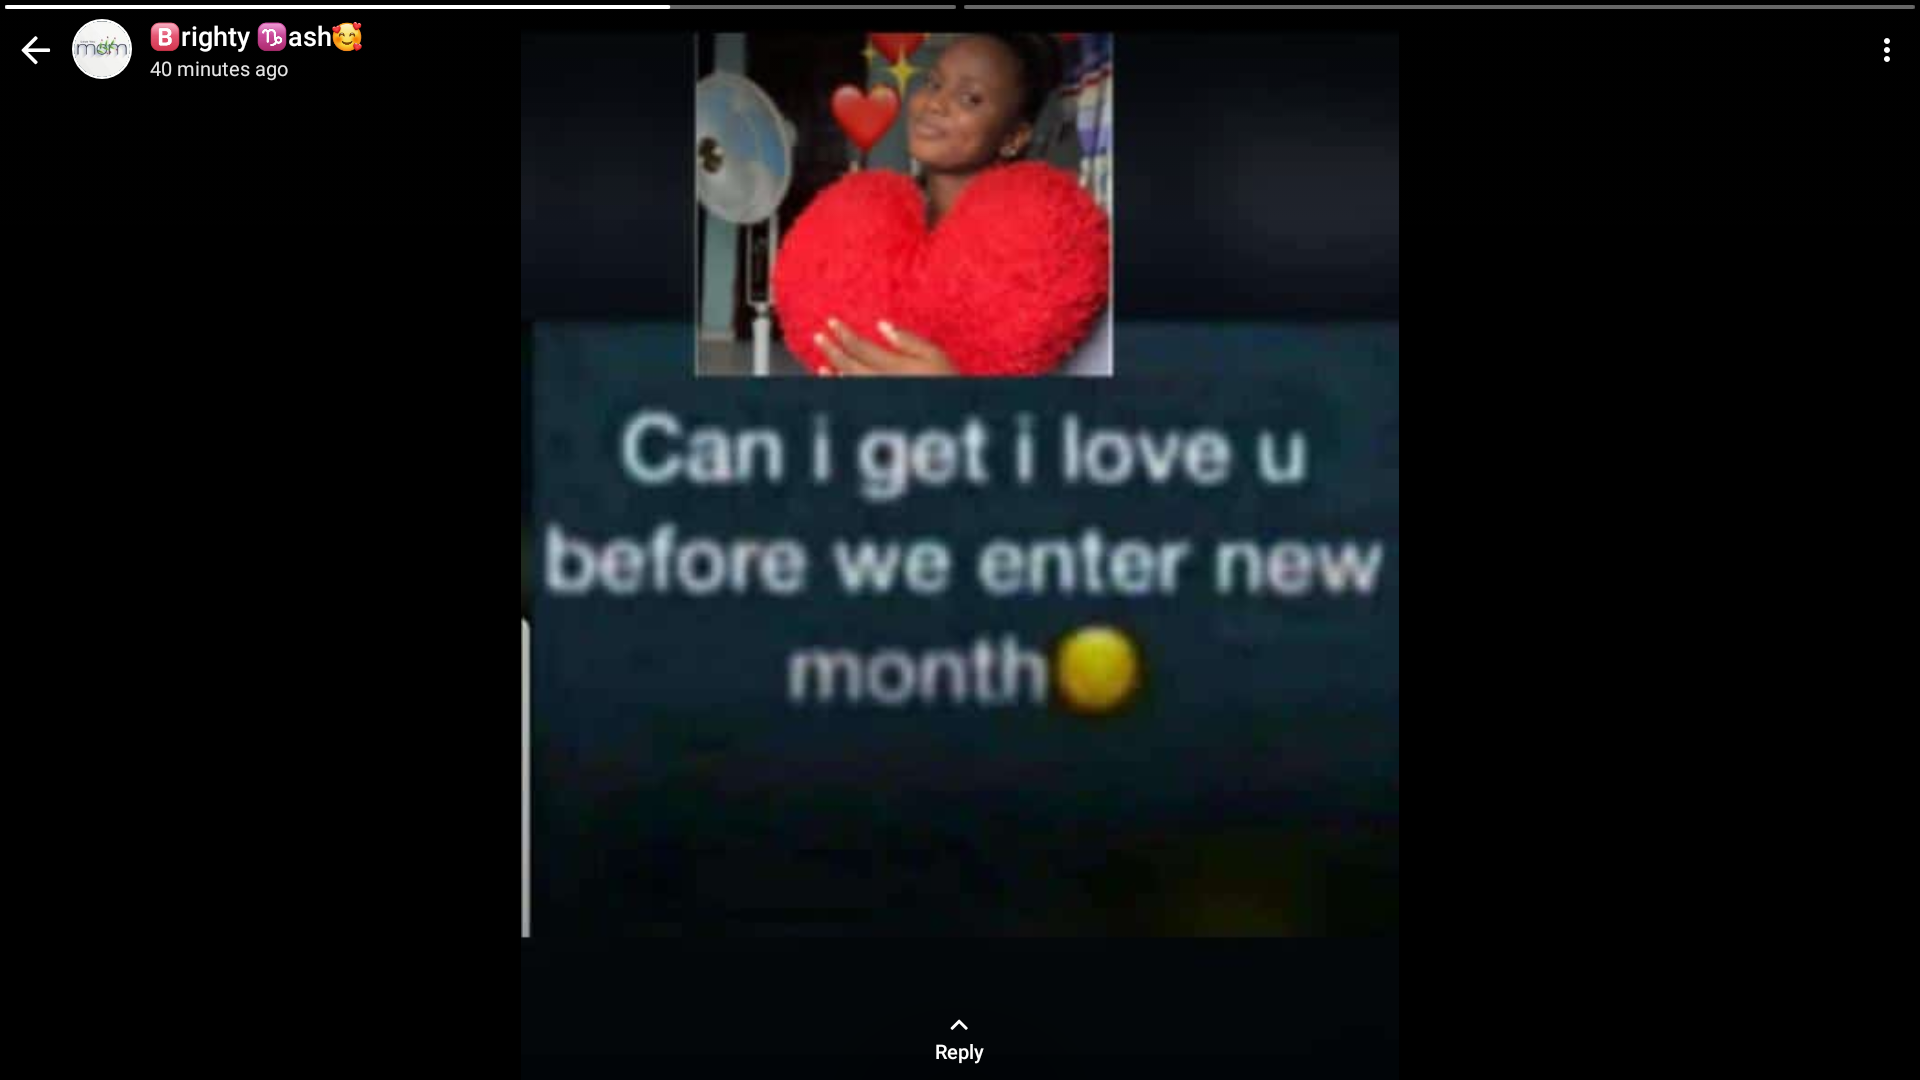 🅱️righty ♑ash🥰
40 minutes ago
Can i get i love u
before we enter new
month
Reply